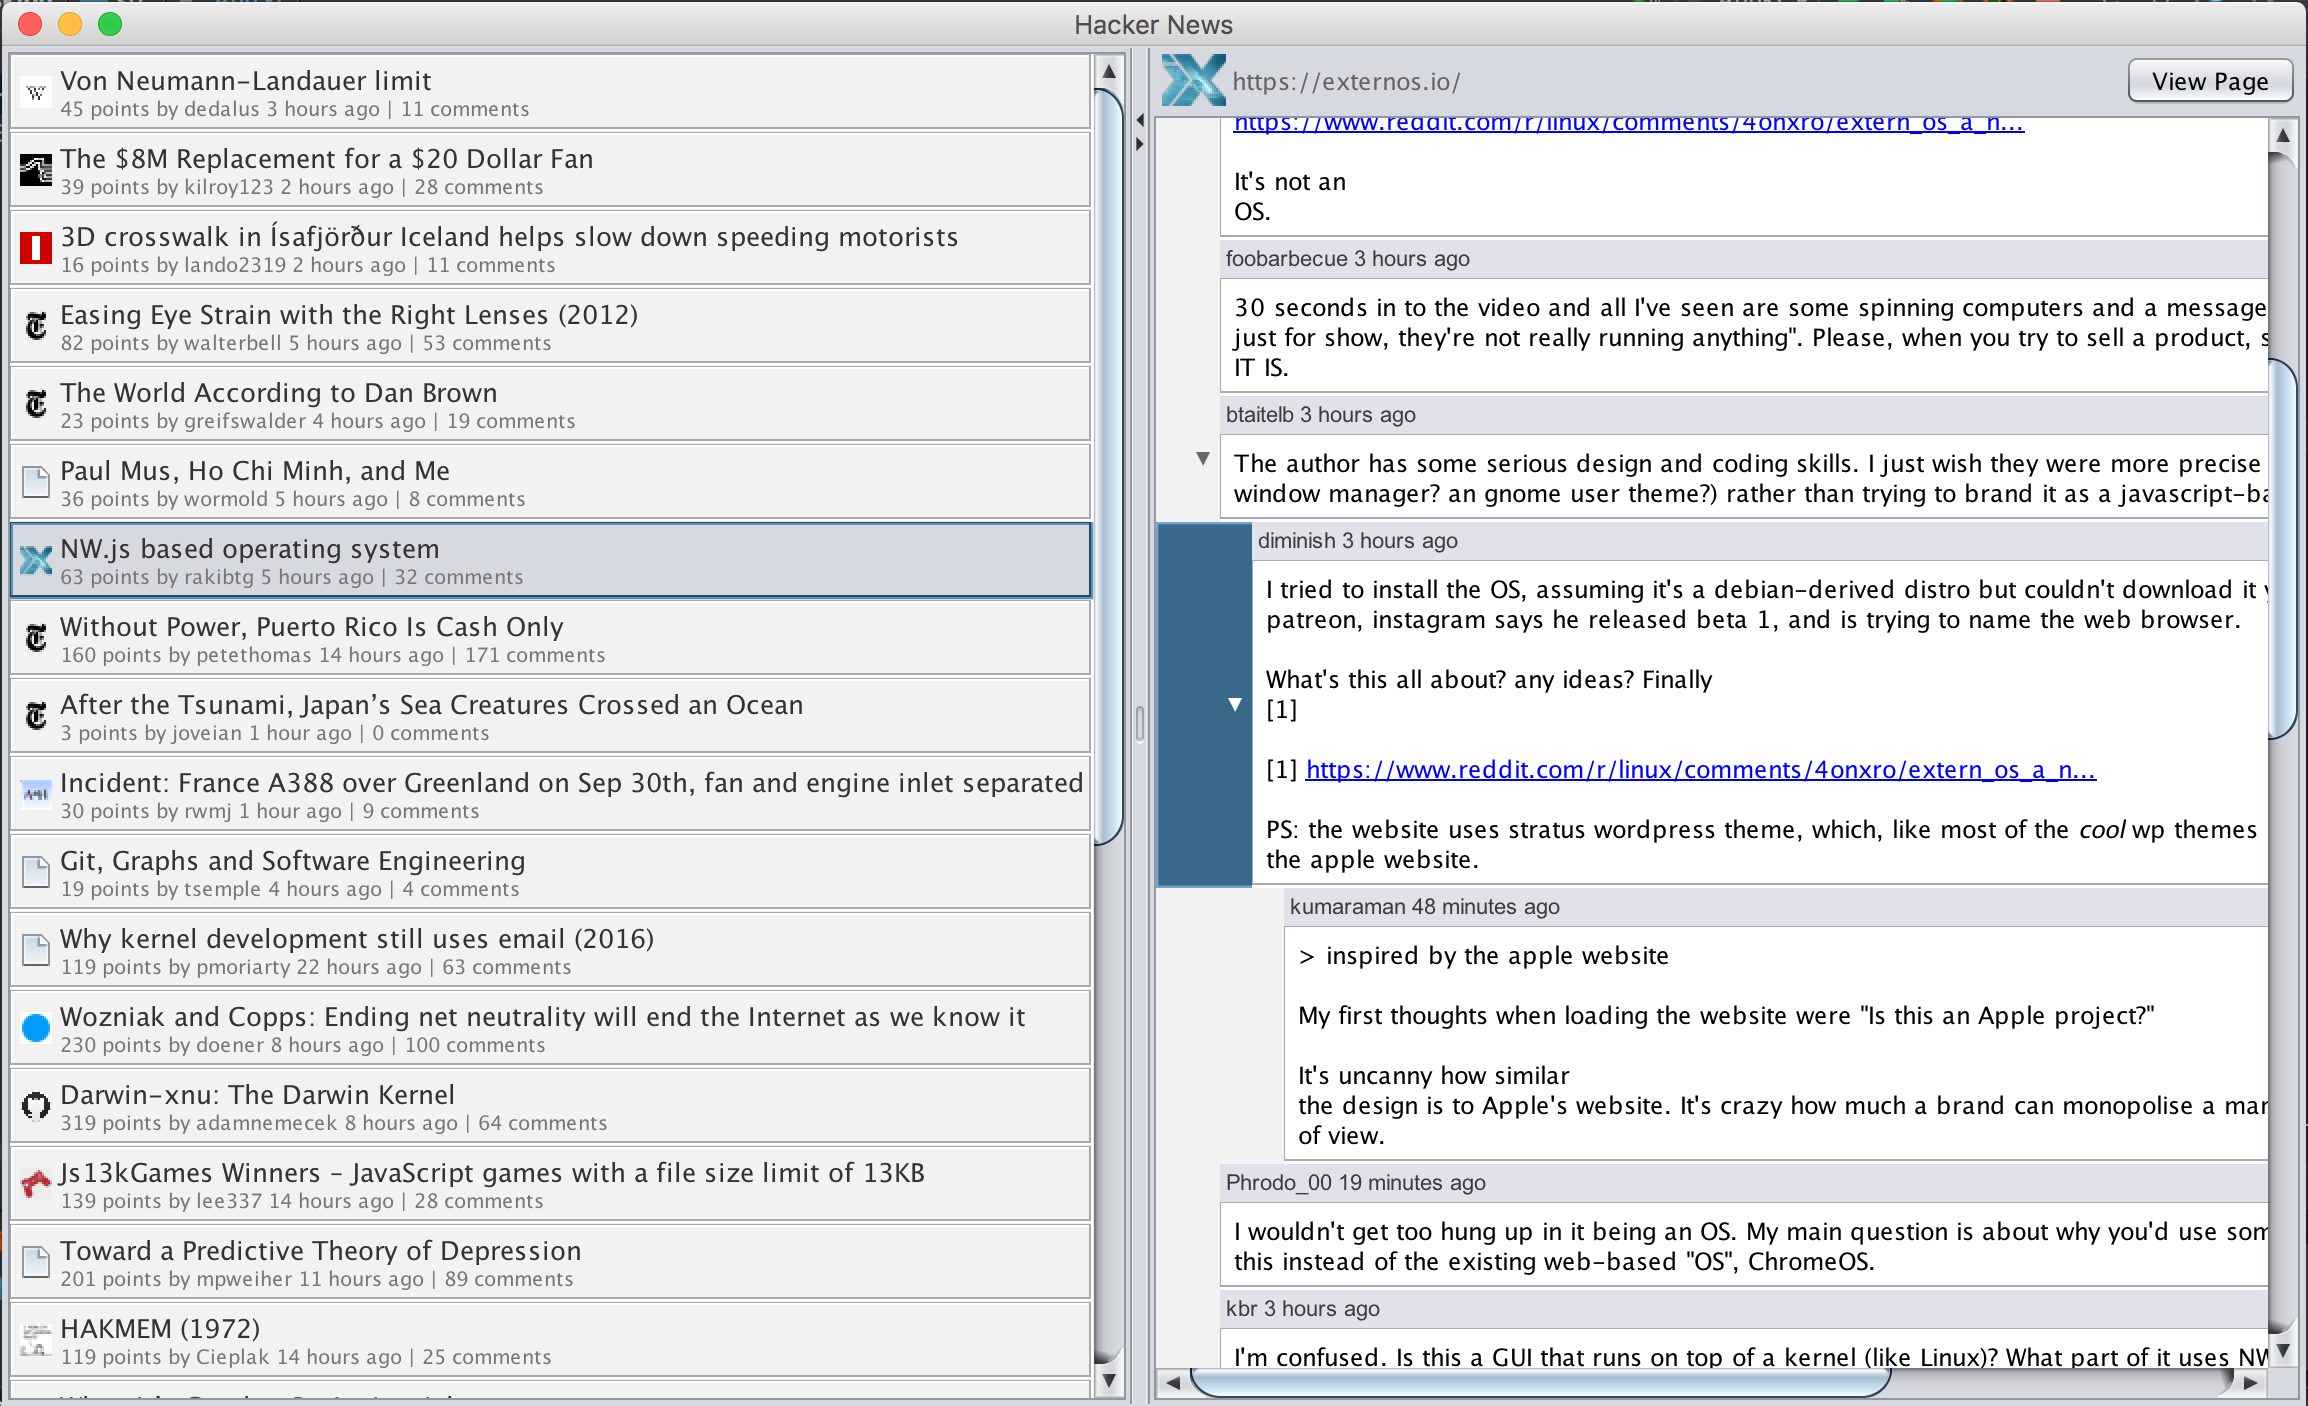 Hacker News
Von Neumann-Landauer limit
45 points by dedalus 3 hours ago | 11 comments
The $8M Replacement for a $20 Dollar Fan
39 points by kilroy123 2 hours ago | 28 comments
3D crosswalk in Ísafjörður Iceland helps slow down speeding motorists
16 points by lando2319 2 hours ago | 11 comments
Easing Eye Strain with the Right Lenses (2012)
82 points by walterbell 5 hours ago | 53 comments
The World According to Dan Brown
23 points by greifswalder 4 hours ago | 19 comments
Paul Mus, Ho Chi Minh, and Me
36 points by wormold 5 hours ago | 8 comments
NW.js based operating system
63 points by rakibtg 5 hours ago | 32 comments
Without Power, Puerto Rico Is Cash Only
160 points by petethomas 14 hours ago | 171 comments
After the Tsunami, Japan’s Sea Creatures Crossed an Ocean
3 points by joveian 1 hour ago | 0 comments
Incident: France A388 over Greenland on Sep 30th, fan and engine inlet separated
30 points by rwmj 1 hour ago | 9 comments
Git, Graphs and Software Engineering
19 points by tsemple 4 hours ago | 4 comments
Why kernel development still uses email (2016)
119 points by pmoriarty 22 hours ago | 63 comments
Wozniak and Copps: Ending net neutrality will end the Internet as we know it
230 points by doener 8 hours ago | 100 comments
Darwin-xnu: The Darwin Kernel
319 points by adamnemecek 8 hours ago | 64 comments
Js13kGames Winners – JavaScript games with a file size limit of 13KB
139 points by lee337 14 hours ago | 28 comments
Toward a Predictive Theory of Depression
201 points by mpweiher 11 hours ago | 89 comments
HAKMEM (1972)
119 points by Cieplak 14 hours ago | 25 comments
https://externos.io/
View Page
https://www.reddit.com/r/linux/comments/4onxro/extern_os_a_n...
It's not an
OS.
foobarbecue 3 hours ago
30 seconds in to the video and all I've seen are some spinning computers and a message
just for show, they're not really running anything". Please, when you try to sell a product, s
IT IS.
btaitelb 3 hours ago
The author has some serious design and coding skills. I just wish they were more precise
window manager? an gnome user theme?) rather than trying to brand it as a javascript-ba
diminish 3 hours ago
I tried to install the OS, assuming it's a debian-derived distro but couldn't download it
patreon, instagram says he released beta 1, and is trying to name the web browser.
What's this all about? any ideas? Finally
[1]
[1] https://www.reddit.com/r/linux/comments/4onxro/extern_os_a_n...
PS: the website uses stratus wordpress theme, which, like most of the cool wp themes
the apple website.
kumaraman 48 minutes ago
> inspired by the apple website
My first thoughts when loading the website were "Is this an Apple project?"
It's uncanny how similar
the design is to Apple's website. It's crazy how much a brand can monopolise a mar
of view.
Phrodo_00 19 minutes ago
I wouldn't get too hung up in it being an OS. My main question is about why you'd use som
this instead of the existing web-based "OS", ChromeOS.
kbr 3 hours ago
I'm confused. Is this a GUI that runs on top of a kernel (like Linux)? What part of it uses NW